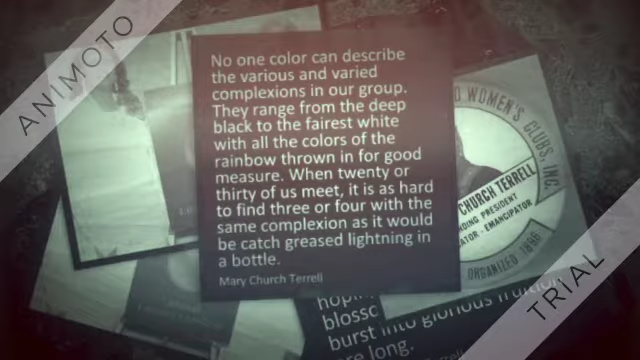 ANIMOTO
No one color can describe
the various and varied
complexions in our group.
They range from the deep
black to the fairest white
with all the colors of the
rainbow thrown in for good
measure. When twenty or
thirty of us meet, it is as hard
to find three or four with the
same complexion as it would
be catch greased lightning in
a bottle.
Mary Church Terrell
D WOMEN'S CLUBS, INC.
CHURCH TERRELL
DING PRESIDENT
ATOR - EMANCIPATOR
ORGANIZED 1896
blosso
burst into glorious fruition
re long.
TRIAL